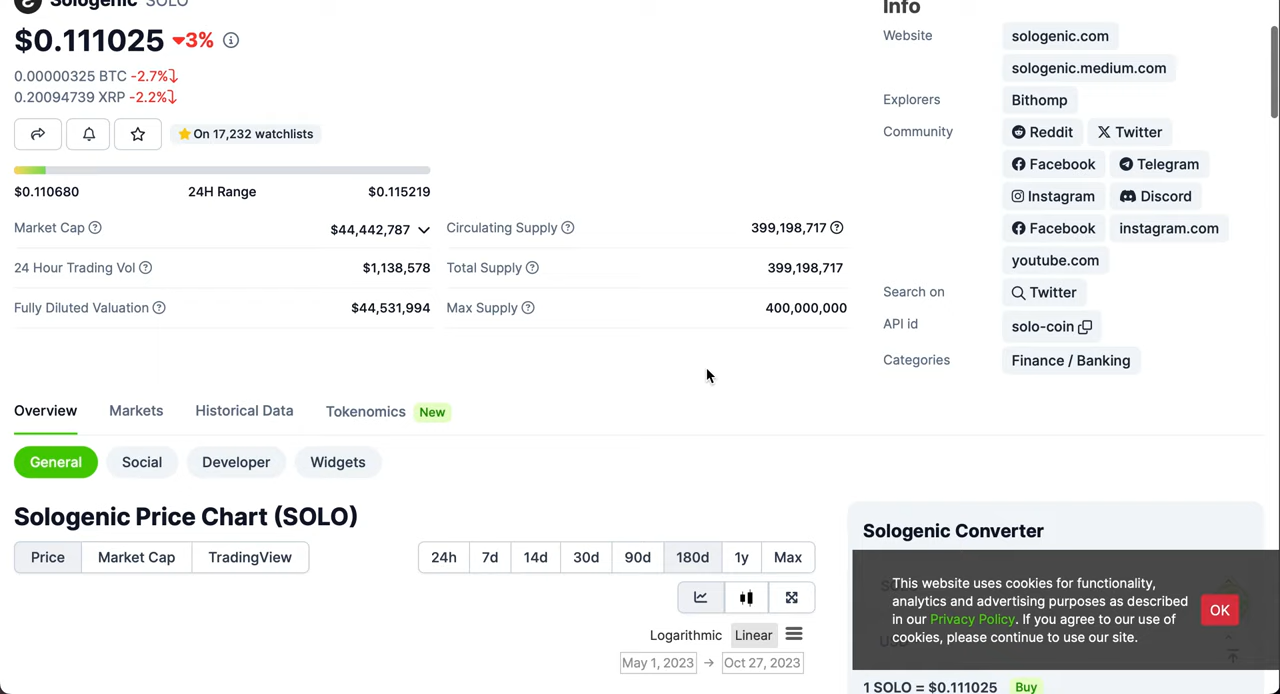 Sologenic SOLO
$0.111025 3%
0.00000325 BTC -2.7%
0.20094739 XRP -2.2%
On 17,232 watchlists
$0.110680 24H Range $0.115219
Market Cap $44,442,787
24 Hour Trading Vol $1,138,578
Fully Diluted Valuation $44,531,994
Circulating Supply 399,198,717
Total Supply 399,198,717
Max Supply 400,000,000
Info
Website sologenic.com
sologenic.medium.com
Explorers Bithomp
Community Reddit Twitter
Facebook Telegram
Instagram Discord
Facebook instagram.com
youtube.com
Search on Twitter
API id solo-coin
Categories Finance / Banking
Overview Markets Historical Data Tokenomics New
General Social Developer Widgets
Sologenic Price Chart (SOLO)
Price Market Cap TradingView
24h 7d 14d 30d 90d 180d 1y Max
Logarithmic Linear
May 1, 2023 → Oct 27, 2023
Sologenic Converter
This website uses cookies for functionality,
analytics and advertising purposes as described
in our Privacy Policy. If you agree to our use of
cookies, please continue to use our site.
OK
1 SOLO = $0.111025 Buy